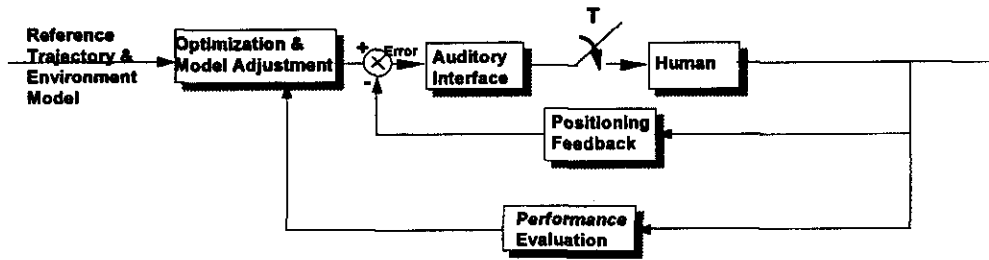 Reference
Trajectory &
Environment
Model
Optimization &
Model Adjustment
+
-
Error
Auditory
Interface
T
Human
Positioning
Feedback
Performance
Evaluation